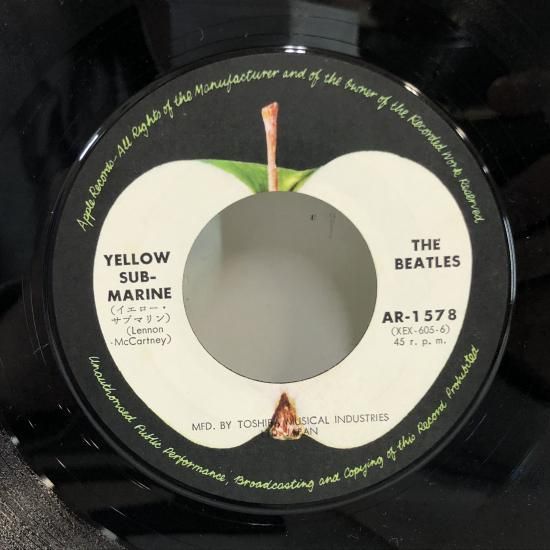 Apple Records-All Rights of the Manufacturer and of the Owner of the Recorded Work Reserved
YELLOW
SUB-
MARINE
(イエロー・
サブマリン)
(Lennon
-McCartney)
THE
BEATLES
AR-1578
(XEX-605-6)
45 r. p. m.
MFD. BY TOSHIBA MUSICAL INDUSTRIES
LTD. JAPAN
Unauthorised Public Performance, Broadcasting and Copying of this Record Prohibited